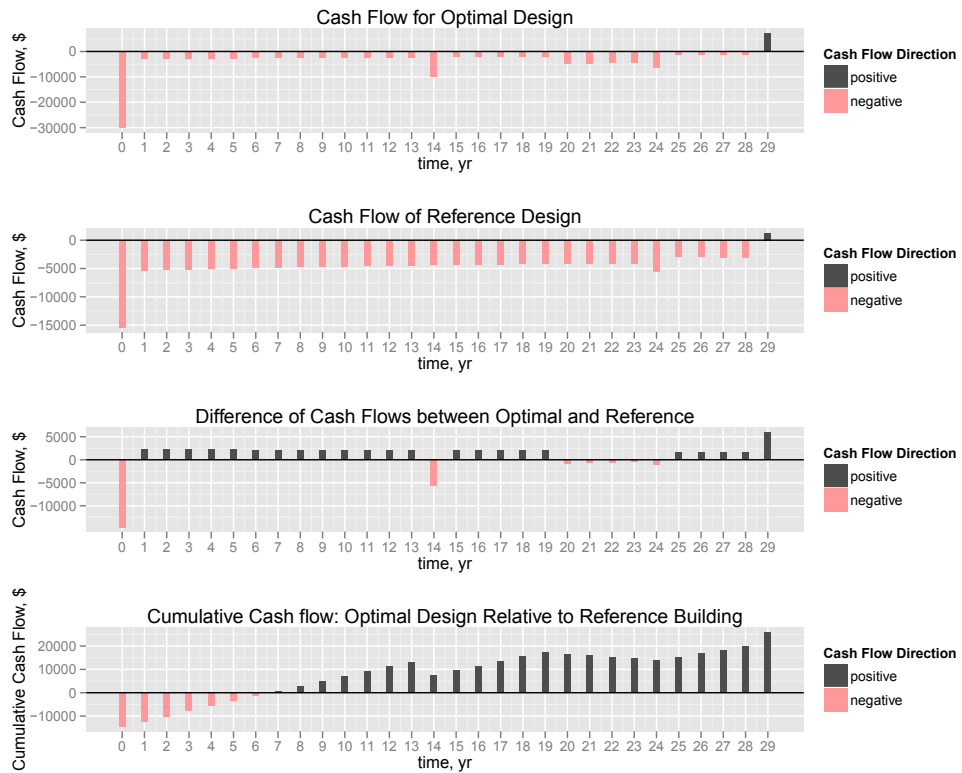 Cash Flow for Optimal Design
Cash Flow, $
0
−10000
−20000
−30000
0 1 2 3 4 5 6 7 8 9 10 11 12 13 14 15 16 17 18 19 20 21 22 23 24 25 26 27 28 29
time, yr
Cash Flow Direction
positive
negative
Cash Flow of Reference Design
Cash Flow, $
0
−5000
−10000
−15000
0 1 2 3 4 5 6 7 8 9 10 11 12 13 14 15 16 17 18 19 20 21 22 23 24 25 26 27 28 29
time, yr
Cash Flow Direction
positive
negative
Difference of Cash Flows between Optimal and Reference
Cash Flow, $
5000
0
−5000
−10000
0 1 2 3 4 5 6 7 8 9 10 11 12 13 14 15 16 17 18 19 20 21 22 23 24 25 26 27 28 29
time, yr
Cash Flow Direction
positive
negative
Cumulative Cash flow: Optimal Design Relative to Reference Building
Cumulative Cash Flow, $
20000
10000
0
−10000
0 1 2 3 4 5 6 7 8 9 10 11 12 13 14 15 16 17 18 19 20 21 22 23 24 25 26 27 28 29
time, yr
Cash Flow Direction
positive
negative